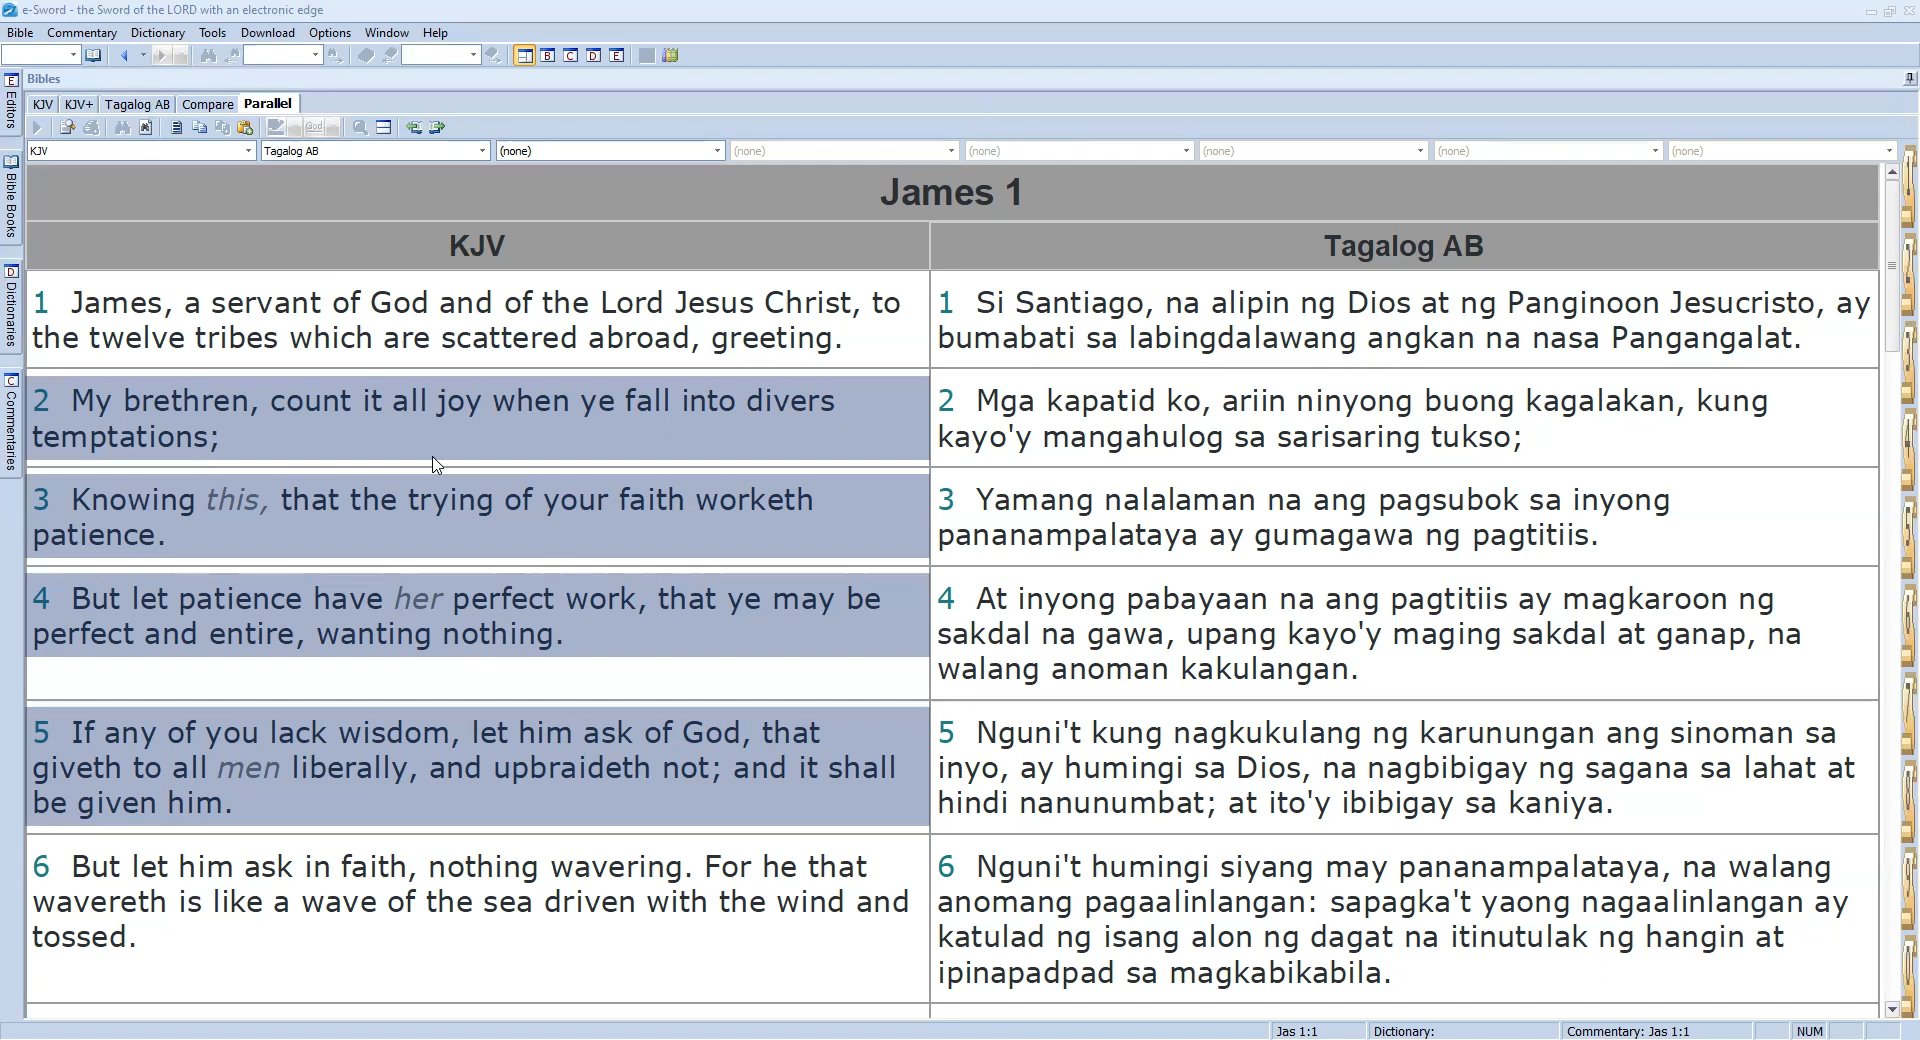 e-Sword - the Sword of the LORD with an electronic edge
Bible Commentary Dictionary Tools Download Options Window Help
B C D E
Bibles
KJV KJV+ Tagalog AB Compare Parallel
God
KJV Tagalog AB (none) (none) (none) (none) (none) (none)
E Editors
Bible Books
D Dictionaries
C Commentaries
James 1
KJV
1 James, a servant of God and of the Lord Jesus Christ, to
the twelve tribes which are scattered abroad, greeting.
2 My brethren, count it all joy when ye fall into divers
temptations;
3 Knowing this, that the trying of your faith worketh
patience.
4 But let patience have her perfect work, that ye may be
perfect and entire, wanting nothing.
5 If any of you lack wisdom, let him ask of God, that
giveth to all men liberally, and upbraideth not; and it shall
be given him.
6 But let him ask in faith, nothing wavering. For he that
wavereth is like a wave of the sea driven with the wind and
tossed.
Tagalog AB
1 Si Santiago, na alipin ng Dios at ng Panginoon Jesucristo, ay
bumabati sa labingdalawang angkan na nasa Pangangalat.
2 Mga kapatid ko, ariin ninyong buong kagalakan, kung
kayo'y mangahulog sa sarisaring tukso;
3 Yamang nalalaman na ang pagsubok sa inyong
pananampalataya ay gumagawa ng pagtitiis.
4 At inyong pabayaan na ang pagtitiis ay magkaroon ng
sakdal na gawa, upang kayo'y maging sakdal at ganap, na
walang anoman kakulangan.
5 Nguni't kung nagkukulang ng karunungan ang sinoman sa
inyo, ay humingi sa Dios, na nagbibigay ng sagana sa lahat at
hindi nanunumbat; at ito'y ibibigay sa kaniya.
6 Nguni't humingi siyang may pananampalataya, na walang
anomang pagaalinlangan: sapagka't yaong nagaalinlangan ay
katulad ng isang alon ng dagat na itinutulak ng hangin at
ipinapadpad sa magkabikabila.
Jas 1:1 Dictionary: Commentary: Jas 1:1 NUM